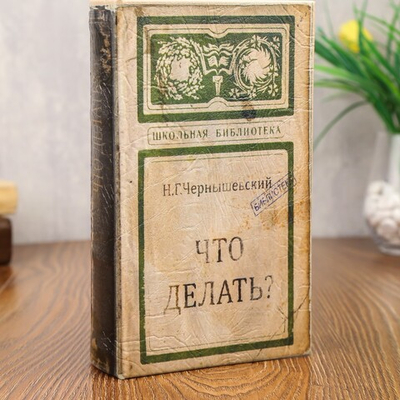 ШКОЛЬНАЯ БИБЛИОТЕКА
Н.Г.Чернышевский
БИБЛИОТЕКА
ЧТО
ДЕЛАТЬ?